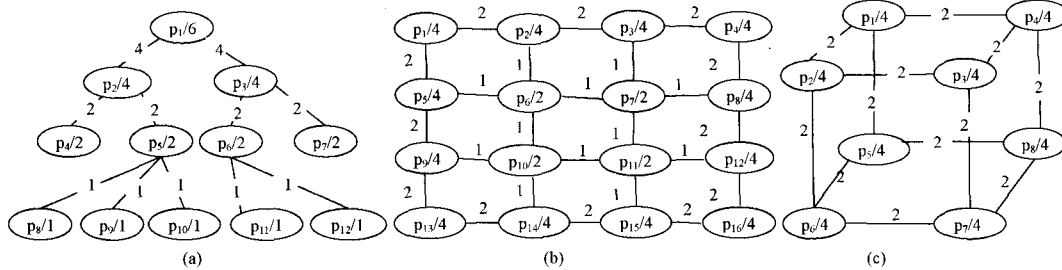 p1/6
4 4
p2/4 p3/4
2 2 2 2
p4/2 p5/2 p6/2 p7/2
1 1 1 1 1
p8/1 p9/1 p10/1 p11/1 p12/1
(a)
p1/4 2 p2/4 2 p3/4 2 p4/4
2 1 1 2
p5/4 1 p6/2 1 p7/2 1 p8/4
2 1 1 2
p9/4 1 p10/2 1 p11/2 1 p12/4
2 1 1 2
p13/4 2 p14/4 2 p15/4 2 p16/4
(b)
p1/4 2 p4/4
2 2
p2/4 2 p3/4
2 2 2 2
p5/4 2 p8/4
2 2
p6/4 2 p7/4
(c)